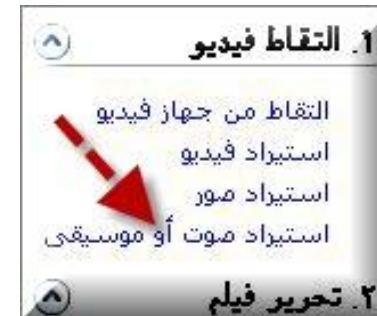 1. التقاط فيديو
التقاط من جهاز فيديو
استيراد فيديو
استيراد صور
استيراد صوت أو موسيقى
2. تحرير فيلم